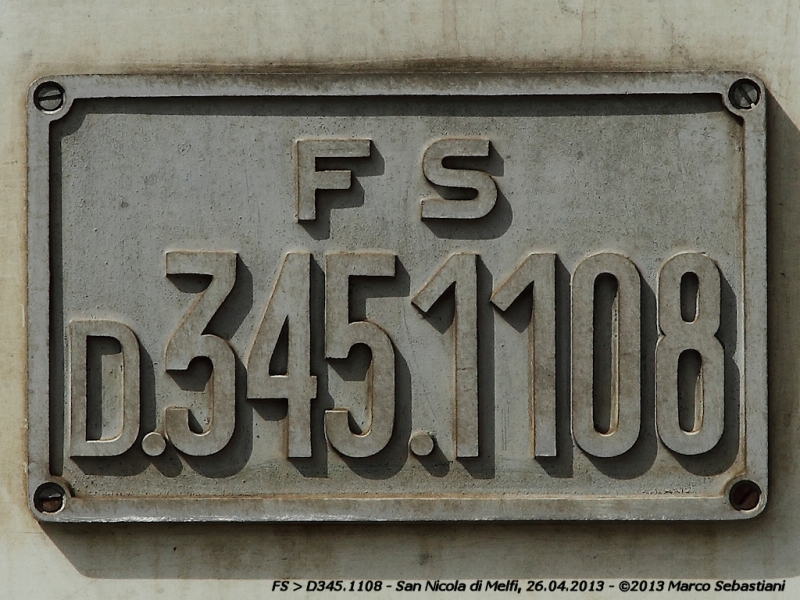 FS
D.345.1108
FS > D345.1108 - San Nicola di Melfi, 26.04.2013 - ©2013 Marco Sebastiani